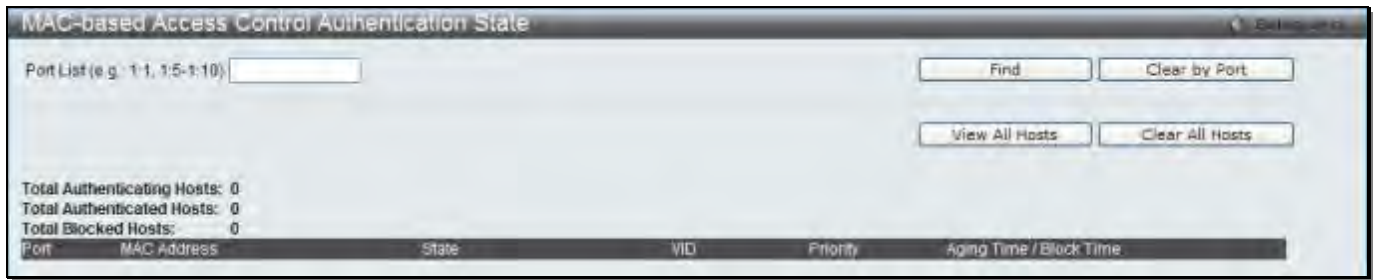 MAC-based Access Control Authentication State
Port List (e.g.: 1:1, 1:5-1:10)
Find
Clear by Port
View All Hosts
Clear All Hosts
Total Authenticating Hosts: 0
Total Authenticated Hosts: 0
Total Blocked Hosts: 0
Port MAC Address State VID Priority Aging Time / Block Time